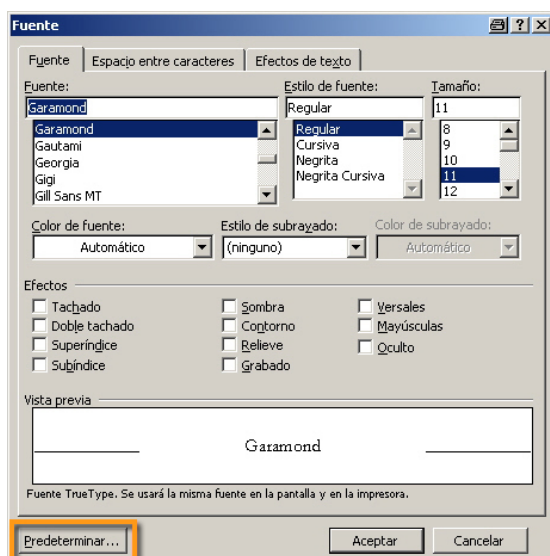 Fuente
Fuente Espacio entre caracteres Efectos de texto
Fuente: Estilo de fuente: Tamaño:
Garamond Regular 11
Garamond Regular 8
Gautami Cursiva 9
Georgia Negrita 10
Gigi Negrita Cursiva 11
Gill Sans MT 12
Color de fuente: Estilo de subrayado: Color de subrayado:
Automático (ninguno) Automático
Efectos
Tachado Sombra Versales
Doble tachado Contorno Mayúsculas
Superíndice Relieve Oculto
Subíndice Grabado
Vista previa
Garamond
Fuente TrueType. Se usará la misma fuente en la pantalla y en la impresora.
Predeterminar... Aceptar Cancelar